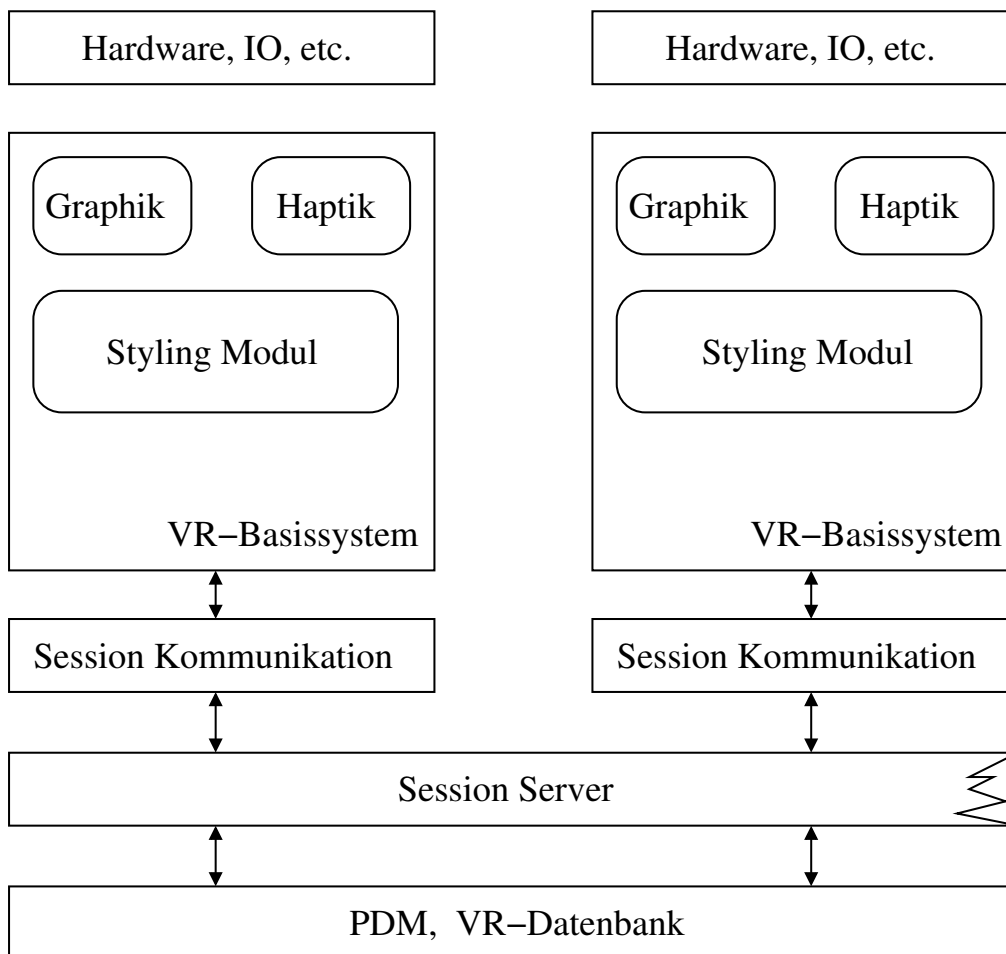 Hardware, IO, etc.
Hardware, IO, etc.
Graphik
Haptik
Graphik
Haptik
Styling Modul
Styling Modul
VR−Basissystem
VR−Basissystem
Session Kommunikation
Session Kommunikation
Session Server
PDM, VR−Datenbank